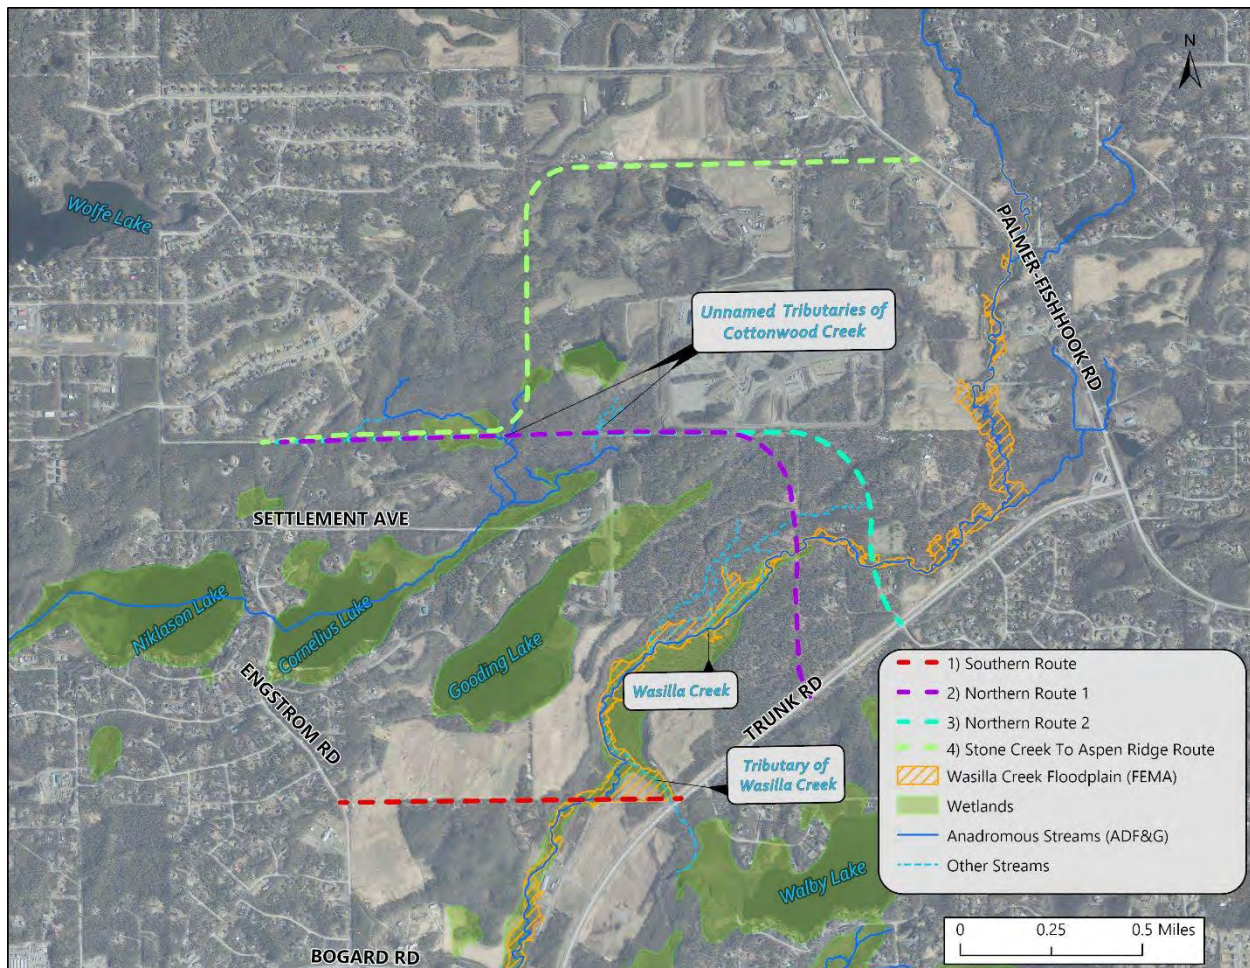 N
Wolfe Lake
PALMER-FISHHOOK RD
Unnamed Tributaries of
Cottonwood Creek
SETTLEMENT AVE
Niklason Lake
Cornelius Lake
Gooding Lake
Wasilla Creek
ENGSTROM RD
TRUNK RD
Tributary of
Wasilla Creek
Walby Lake
BOGARD RD
1) Southern Route
2) Northern Route 1
3) Northern Route 2
4) Stone Creek To Aspen Ridge Route
Wasilla Creek Floodplain (FEMA)
Wetlands
Anadromous Streams (ADF&G)
Other Streams
0 0.25 0.5 Miles